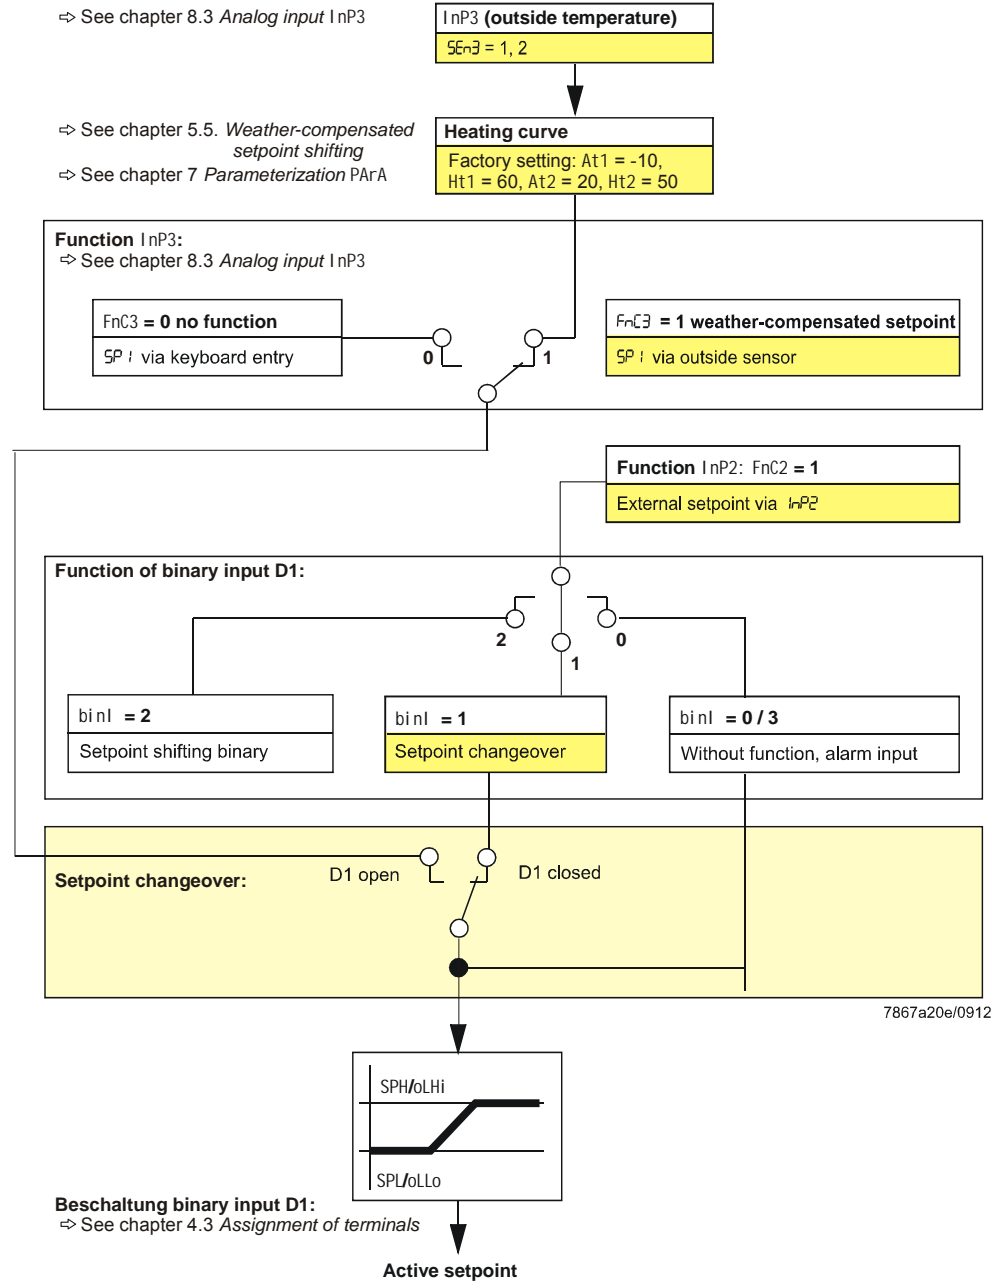 ⇨ See chapter 8.3 Analog input InP3
InP3 (outside temperature)
SEn3 = 1, 2
⇨ See chapter 5.5. Weather-compensated
setpoint shifting
⇨ See chapter 7 Parameterization PArA
Heating curve
Factory setting: At1 = -10,
Ht1 = 60, At2 = 20, Ht2 = 50
Function InP3:
⇨ See chapter 8.3 Analog input InP3
FnC3 = 0 no function
SP1 via keyboard entry
0
1
FnC3 = 1 weather-compensated setpoint
SP1 via outside sensor
Function InP2: FnC2 = 1
External setpoint via InP2
Function of binary input D1:
2
0
1
binI = 2
Setpoint shifting binary
binI = 1
Setpoint changeover
binI = 0 / 3
Without function, alarm input
Setpoint changeover:
D1 open
D1 closed
7867a20e/0912
SPH/oLHi
SPL/oLLo
Beschaltung binary input D1:
⇨ See chapter 4.3 Assignment of terminals
Active setpoint